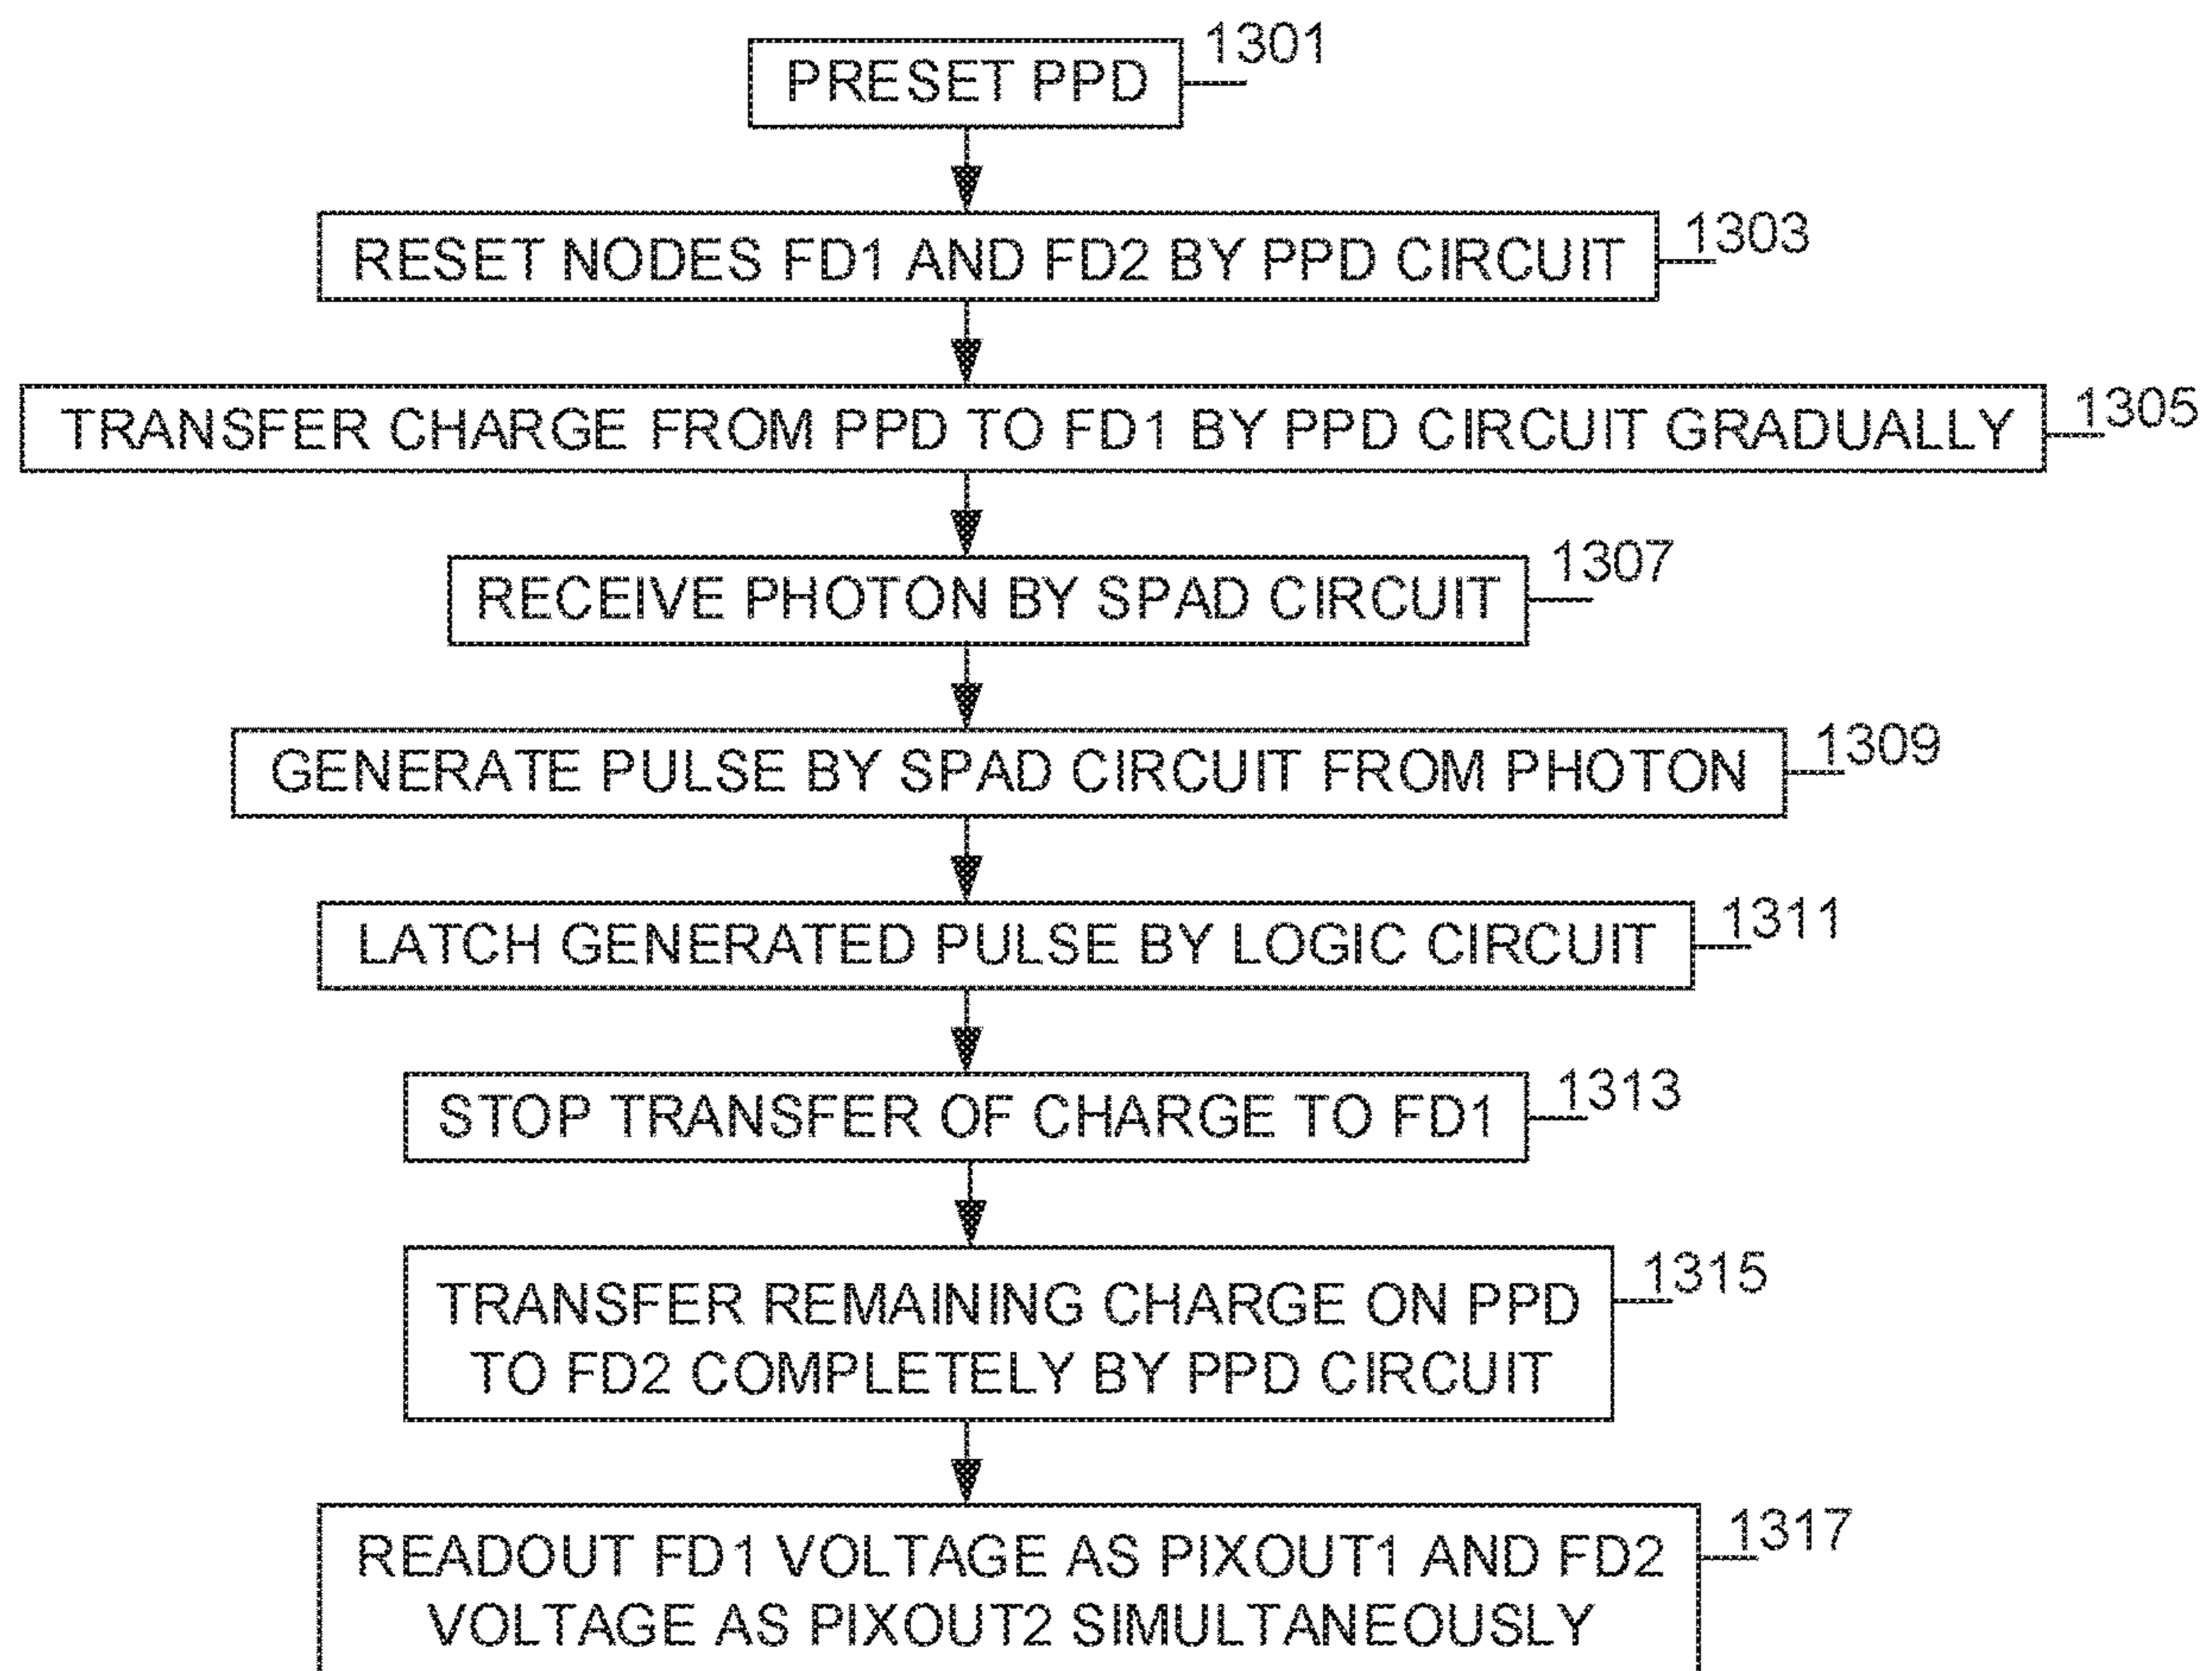 1301
PRESET PPD
1303
RESET NODES FD1 AND FD2 BY PPD CIRCUIT
1305
TRANSFER CHARGE FROM PPD TO FD1 BY PPD CIRCUIT GRADUALLY
1307
RECEIVE PHOTON BY SPAD CIRCUIT
1309
GENERATE PULSE BY SPAD CIRCUIT FROM PHOTON
1311
LATCH GENERATED PULSE BY LOGIC CIRCUIT
1313
STOP TRANSFER OF CHARGE TO FD1
1315
TRANSFER REMAINING CHARGE ON PPD
TO FD2 COMPLETELY BY PPD CIRCUIT
1317
READOUT FD1 VOLTAGE AS PIXOUT1 AND FD2
VOLTAGE AS PIXOUT2 SIMULTANEOUSLY